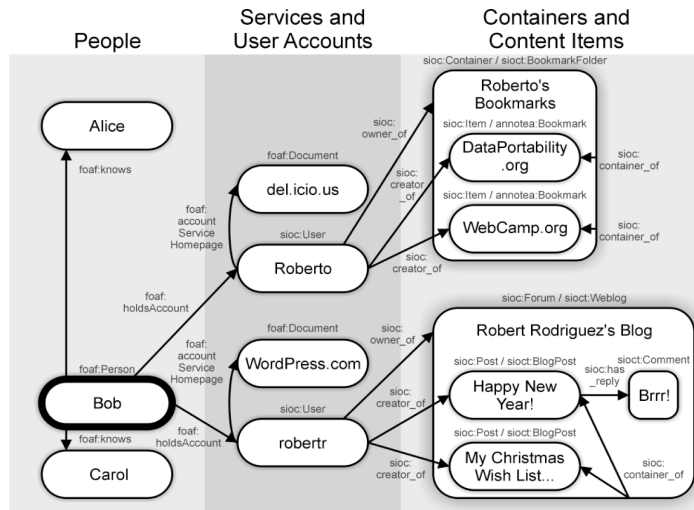 People
Services and
User Accounts
Containers and
Content Items
sioc:Container / sioct:BookmarkFolder
Roberto's
Bookmarks
Alice
foaf:knows
sioc:
owner_of
sioc:Item / annotea:Bookmark
DataPortability
.org
sioc:
container_of
foaf:Document
del.icio.us
sioc:
creator
_of
sioc:Item / annotea:Bookmark
WebCamp.org
sioc:
container_of
foaf:
account
Service
Homepage
sioc:User
Roberto
sioc:
creator_of
foaf:
holdsAccount
sioc:Forum / sioct:Weblog
Robert Rodriguez's Blog
sioc:
owner_of
foaf:Document
WordPress.com
foaf:
account
Service
Homepage
sioc:Post / sioct:BlogPost
Happy New
Year!
sioc:has
_reply
sioct:Comment
Brrr!
foaf:Person
Bob
sioc:
creator_of
sioc:User
robertr
foaf:
holdsAccount
foaf:knows
Carol
sioc:Post / sioct:BlogPost
My Christmas
Wish List...
sioc:
creator_of
sioc:
container_of